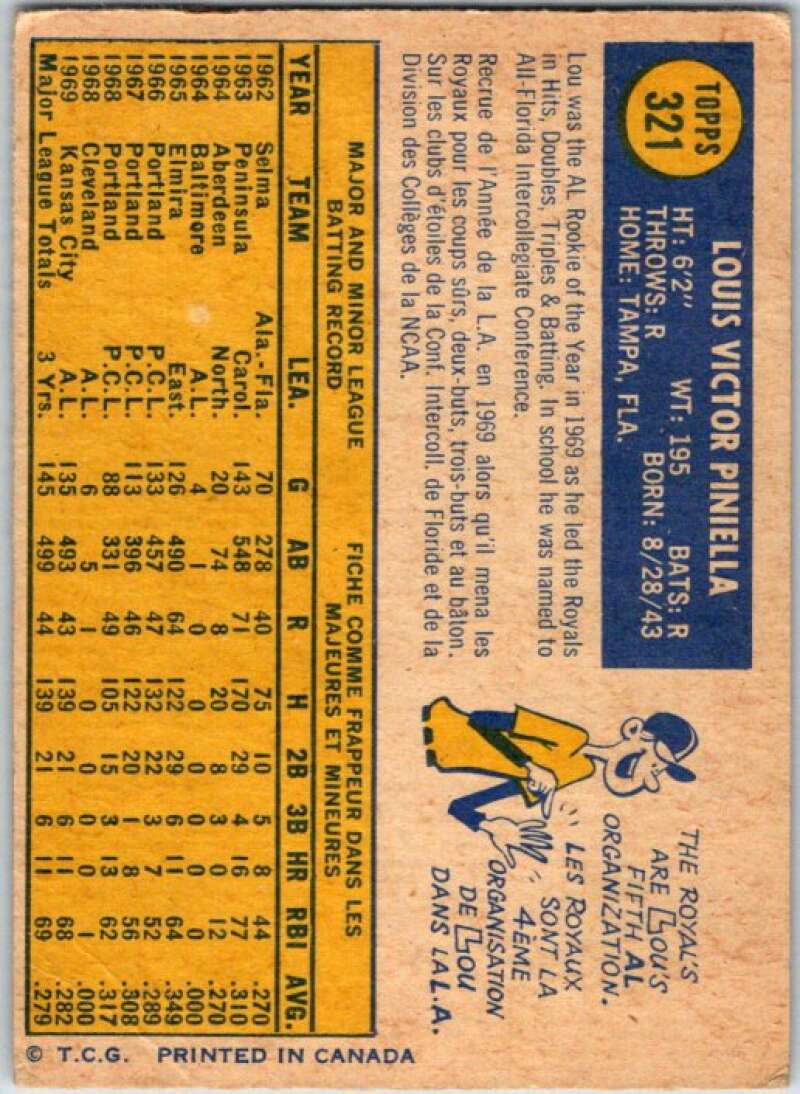 TOPPS
321
LOUIS VICTOR PINIELLA
HT: 6'2" WT: 195 BATS: R
THROWS: R BORN: 8/28/43
HOME: TAMPA, FLA.
Lou was the AL Rookie of the Year in 1969 as he led the Royals
in Hits, Doubles, Triples & Batting. In school he was named to
All-Florida Intercollegiate Conference.
Recrue de l'Année de la L.A. en 1969 alors qu'il mena les
Royaux pour les coups sûrs, deux-buts, trois-buts et au bâton.
Sur les clubs d'étoiles de la Conf. Intercoll. de Floride et de la
Division des Collèges de la NCAA.
THE ROYAL'S
ARE LOU'S
FIFTH AL
ORGANIZATION.
LES ROYAUX
SONT LA
4ÈME
ORGANISATION
DE LOU
DANS LA L.A.
MAJOR AND MINOR LEAGUE
BATTING RECORD
FICHE COMME FRAPPEUR DANS LES
MAJEURES ET MINEURES
YEAR TEAM LEA. G AB R H 2B 3B HR RBI AVG.
1962 Selma Ala.-Fla. 70 278 40 75 10 5 8 44 .270
1963 Peninsula Carol. 143 548 71 170 29 4 16 77 .310
1964 Aberdeen North. 20 74 8 20 8 3 0 12 .270
1964 Baltimore A.L. 4 1 0 0 0 0 0 0 .000
1965 Elmira East. 126 490 64 122 29 6 11 64 .349
1966 Portland P.C.L. 133 457 47 132 22 3 7 52 .289
1967 Portland P.C.L. 113 396 46 122 20 1 8 56 .308
1968 Portland P.C.L. 88 331 49 105 15 3 13 62 .317
1968 Cleveland A.L. 6 5 1 0 0 0 0 1 .000
1969 Kansas City A.L. 135 493 43 139 21 6 11 68 .282
Major League Totals 3 Yrs. 145 499 44 139 21 6 11 69 .279
© T.C.G. PRINTED IN CANADA